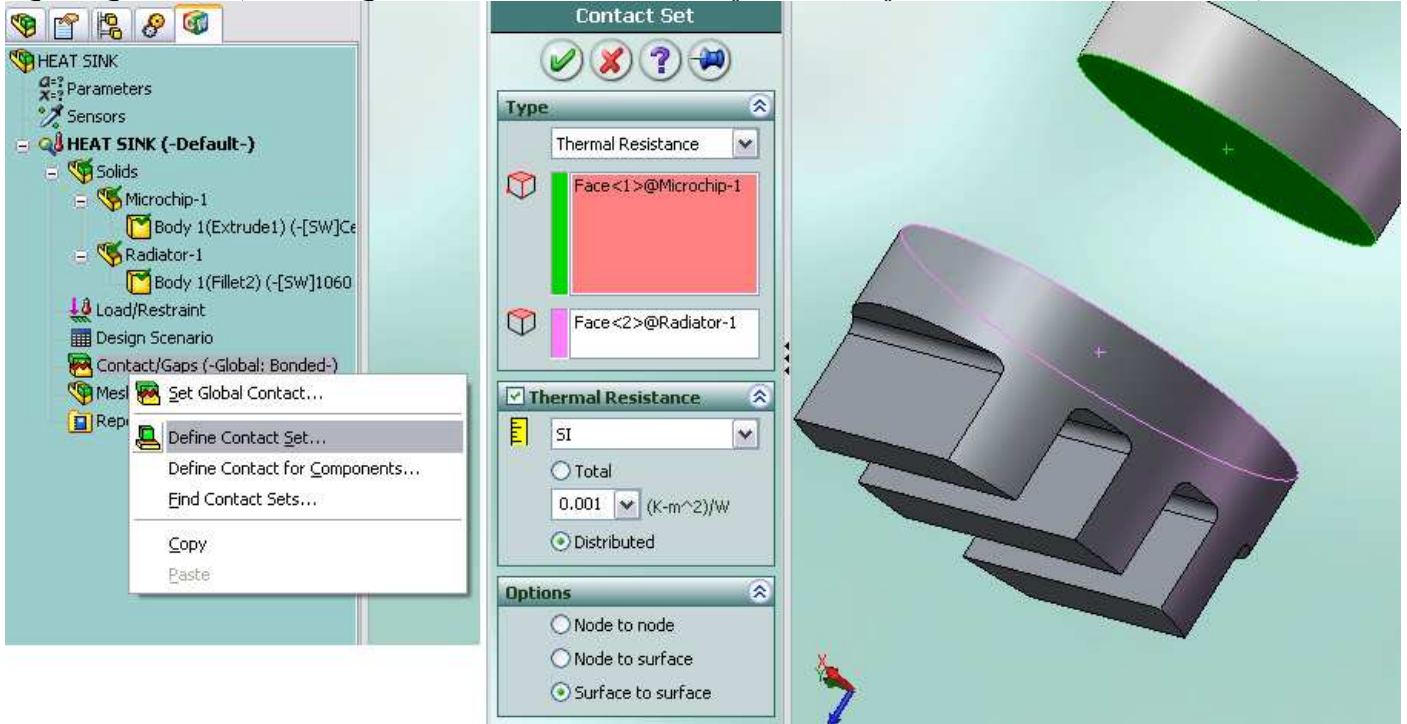 HEAT SINK
Parameters
Sensors
HEAT SINK (-Default-)
Solids
Microchip-1
Body 1(Extrude1) (-[SW]Ce
Radiator-1
Body 1(Fillet2) (-[SW]1060
Load/Restraint
Design Scenario
Contact/Gaps (-Global: Bonded-)
Mesh
Repo
Set Global Contact...
Define Contact Set...
Define Contact for Components...
Find Contact Sets...
Copy
Paste
Contact Set
Type
Thermal Resistance
Face<1>@Microchip-1
Face<2>@Radiator-1
Thermal Resistance
SI
Total
0.001 (K-m^2)/W
Distributed
Options
Node to node
Node to surface
Surface to surface
X
Y